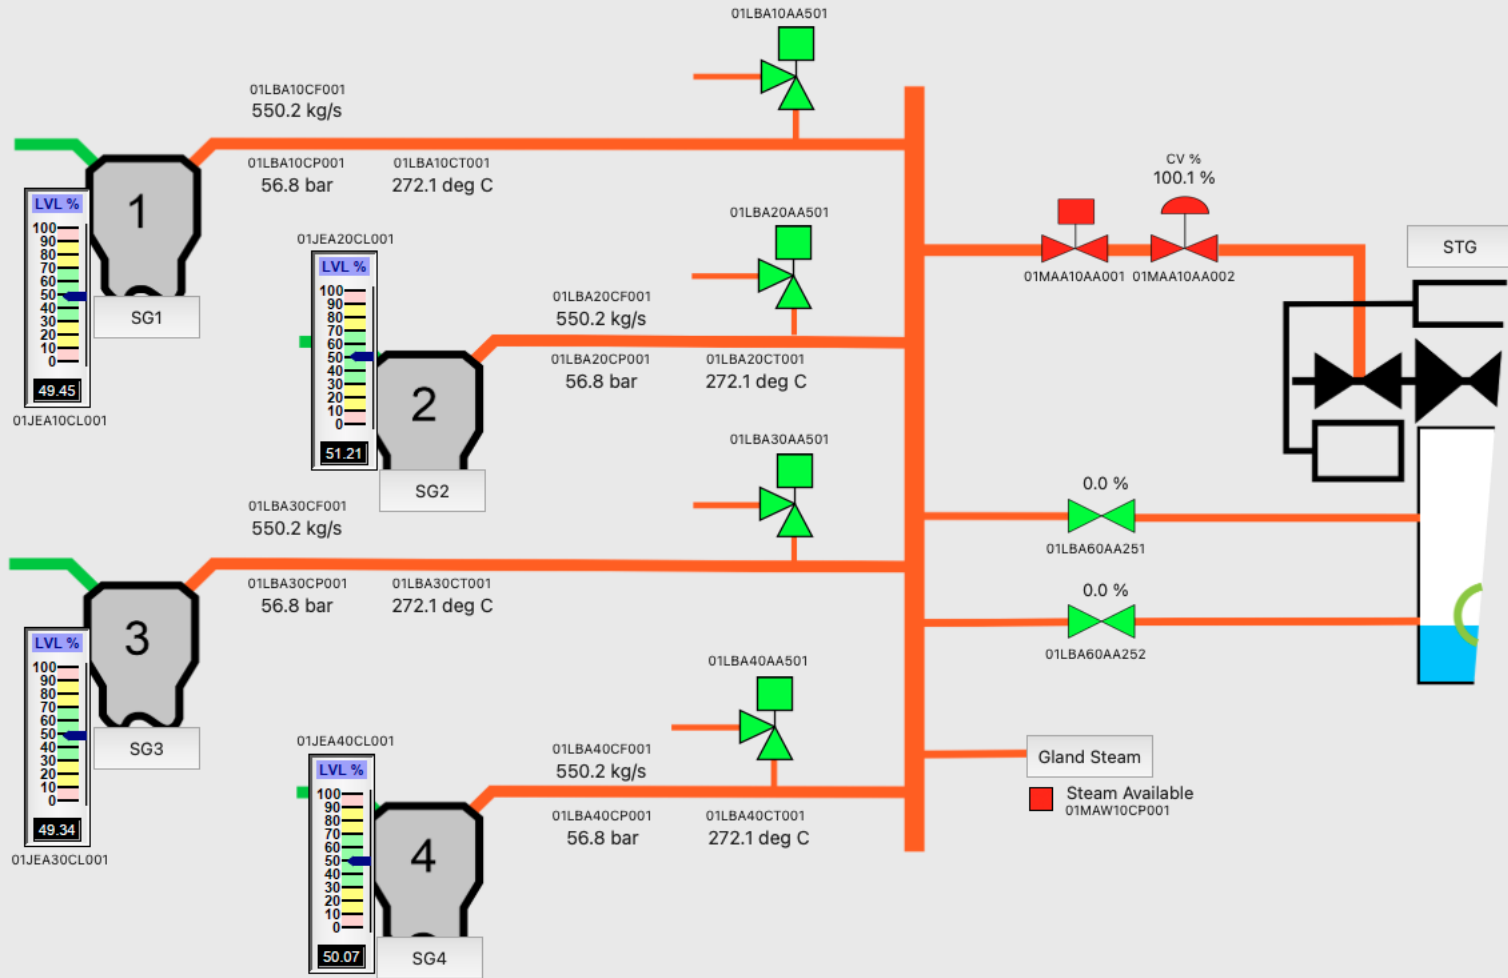 01LBA10AA501
01LBA10CF001
550.2 kg/s
01LBA10CP001
56.8 bar
01LBA10CT001
272.1 deg C
1
LVL %
100
90
80
70
60
50
40
30
20
10
0
49.45
01JEA10CL001
SG1
01LBA20AA501
01JEA20CL001
LVL %
100
90
80
70
60
50
40
30
20
10
0
51.21
01LBA20CF001
550.2 kg/s
01LBA20CP001
56.8 bar
01LBA20CT001
272.1 deg C
2
SG2
01LBA30AA501
01LBA30CF001
550.2 kg/s
01LBA30CP001
56.8 bar
01LBA30CT001
272.1 deg C
3
LVL %
100
90
80
70
60
50
40
30
20
10
0
49.34
01JEA30CL001
SG3
01LBA40AA501
01JEA40CL001
LVL %
100
90
80
70
60
50
40
30
20
10
0
50.07
01LBA40CF001
550.2 kg/s
01LBA40CP001
56.8 bar
01LBA40CT001
272.1 deg C
4
SG4
CV %
100.1 %
01MAA10AA001
01MAA10AA002
STG
0.0 %
01LBA60AA251
0.0 %
01LBA60AA252
Gland Steam
Steam Available
01MAW10CP001